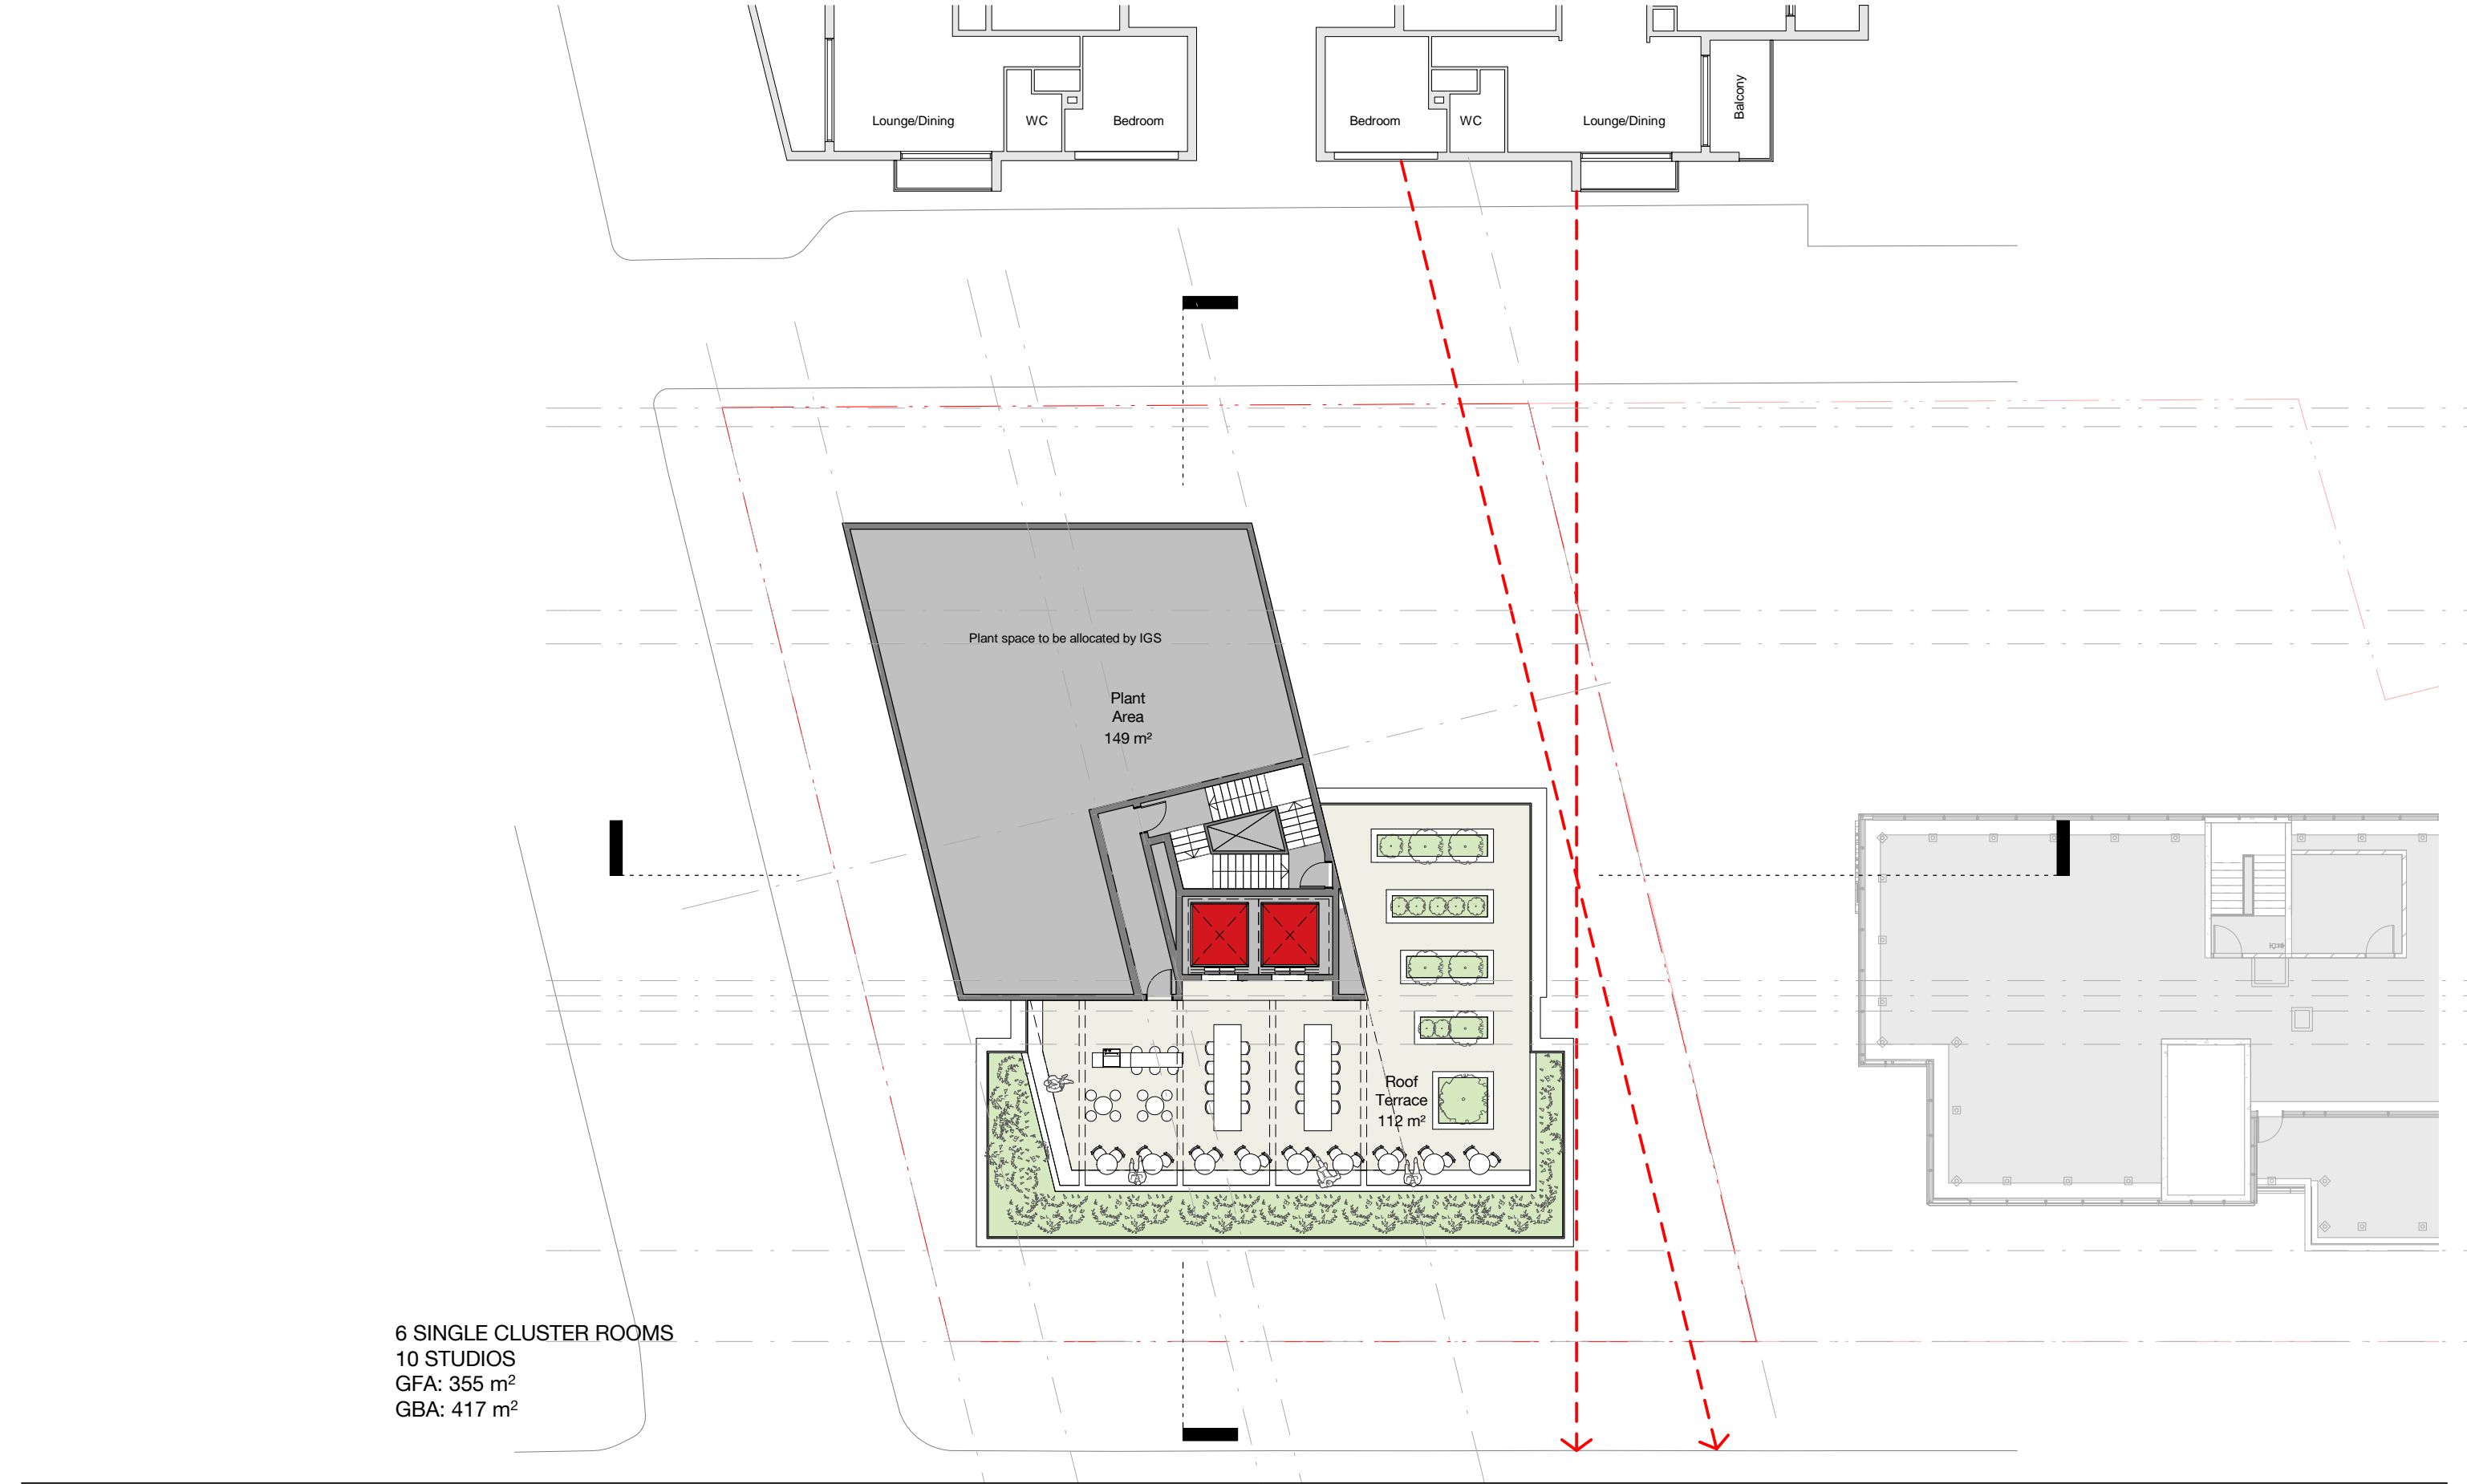 Lounge/Dining
WC
Bedroom
Bedroom
WC
Lounge/Dining
Balcony
Plant space to be allocated by IGS
Plant
Area
149 m²
Roof
Terrace
112 m²
6 SINGLE CLUSTER ROOMS
10 STUDIOS
GFA: 355 m²
GBA: 417 m²